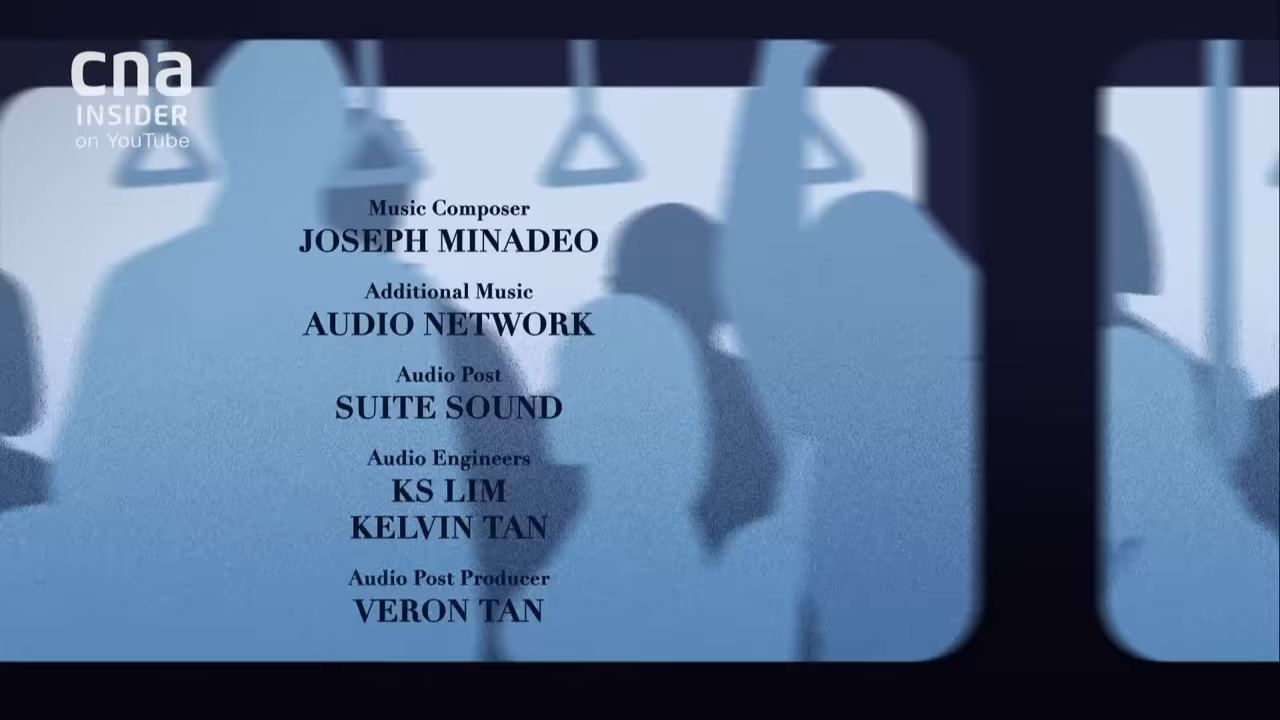 cna
INSIDER
on YouTube
Music Composer
JOSEPH MINADEO
Additional Music
AUDIO NETWORK
Audio Post
SUITE SOUND
Audio Engineers
KS LIM
KELVIN TAN
Audio Post Producer
VERON TAN